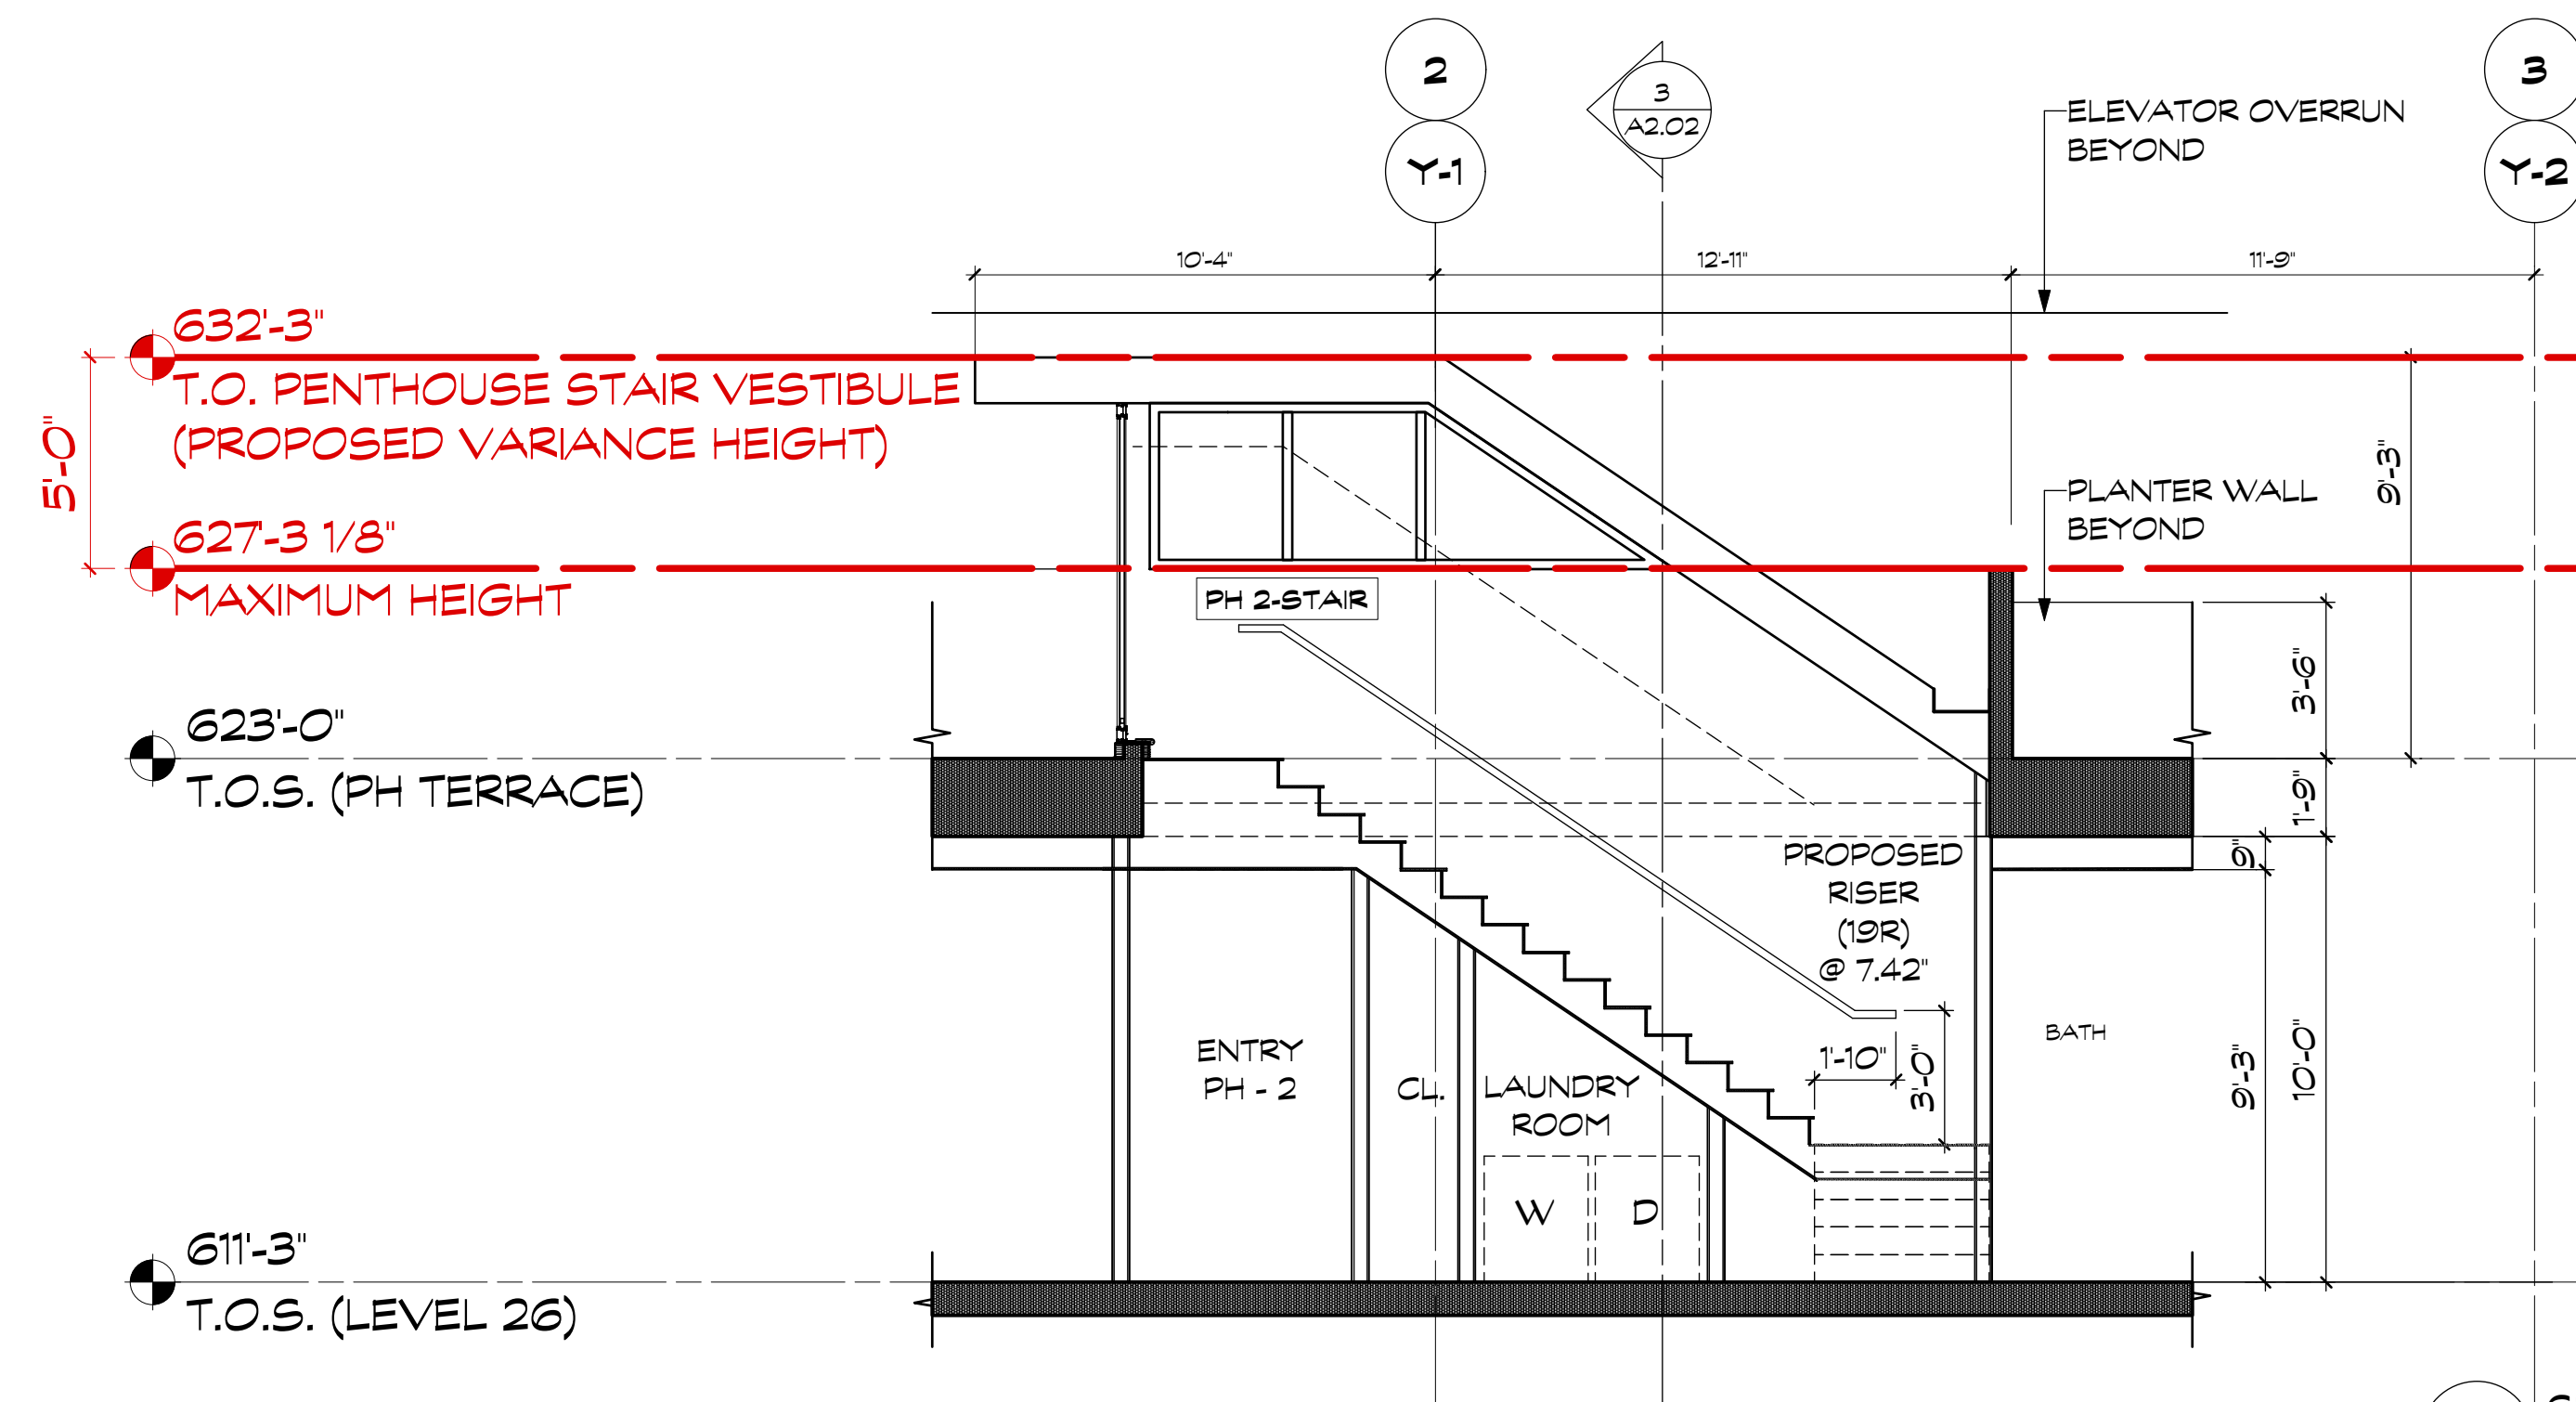 2
3
3
A2.02
Y-1
Y-2
ELEVATOR OVERRUN
BEYOND
10'-4"
12'-11"
11'-9"
632'-3"
T.O. PENTHOUSE STAIR VESTIBULE
(PROPOSED VARIANCE HEIGHT)
5'-0"
9'-3"
PLANTER WALL
BEYOND
627'-3 1/8"
MAXIMUM HEIGHT
PH 2-STAIR
3'-6"
623'-0"
T.O.S. (PH TERRACE)
1'-9"
9"
PROPOSED
RISER
(19R)
@ 7.42"
BATH
ENTRY
PH - 2
CL.
LAUNDRY
ROOM
1'-10"
3'-0"
9'-3"
10'-0"
W
D
611'-3"
T.O.S. (LEVEL 26)